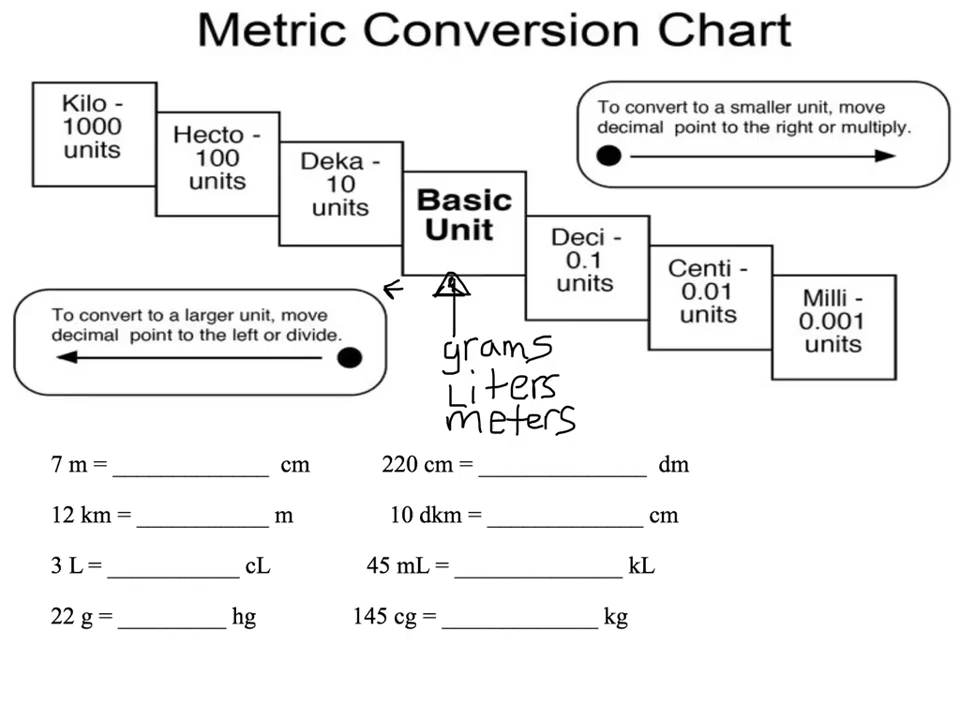 Metric Conversion Chart
Kilo -
1000
units
Hecto -
100
units
Deka -
10
units
Basic
Unit
Deci -
0.1
units
Centi -
0.01
units
Milli -
0.001
units
To convert to a smaller unit, move
decimal point to the right or multiply.
To convert to a larger unit, move
decimal point to the left or divide.
grams
Liters
meters
7 m = _____________ cm
220 cm = ______________ dm
12 km = ___________ m
10 dkm = _____________ cm
3 L = ___________ cL
45 mL = ______________ kL
22 g = _________ hg
145 cg = _____________ kg